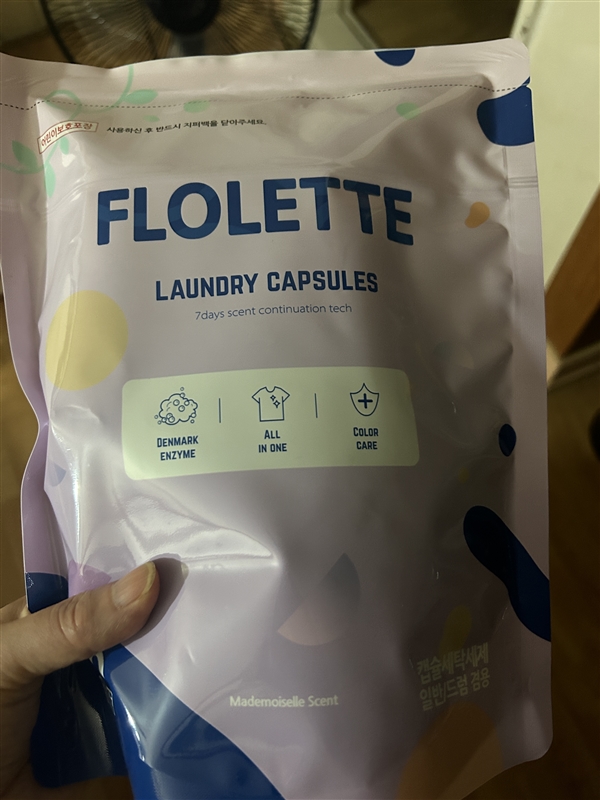 어린이보호포장
사용하신 후 반드시 지퍼백을 닫아주세요.
FLOLETTE
LAUNDRY CAPSULES
7days scent continuation tech
DENMARK
ENZYME
ALL
IN ONE
COLOR
CARE
캡슐세탁세제
일반/드럼 겸용
Mademoiselle Scent